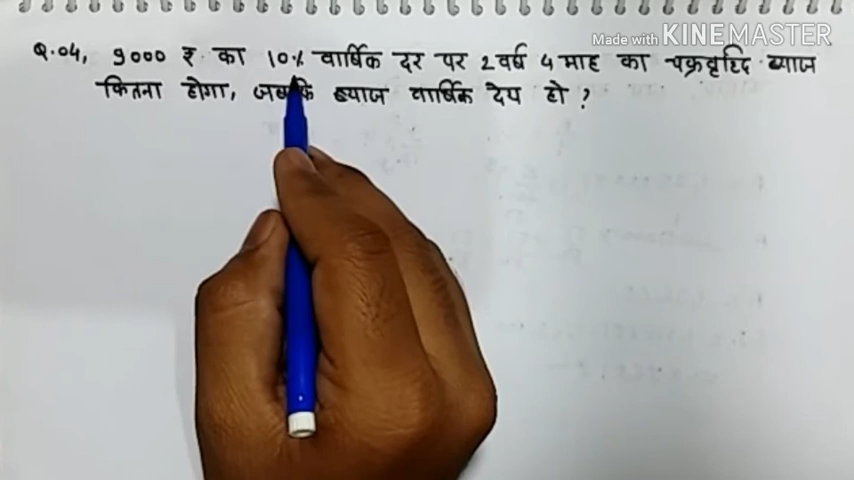 Made with KINEMASTER
Q.04, 9000 ₹ का 10% वार्षिक दर पर 2 वर्ष 4 माह का चक्रवृद्धि ब्याज
कितना होगा, जबकि ब्याज वार्षिक देय हो ?